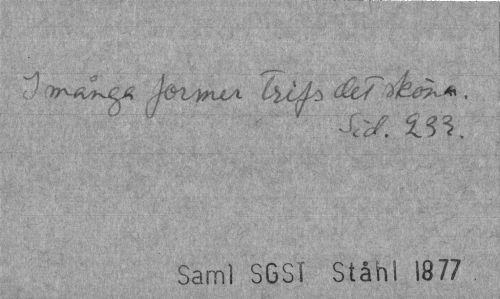 I många former trifs det sköna.
Sid. 233.
Saml SGST Ståhl 1877